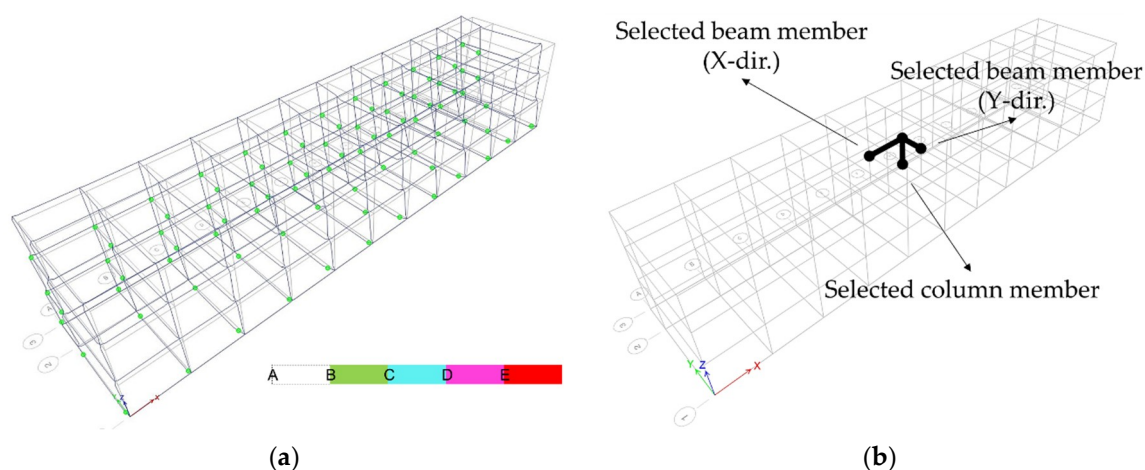 Selected beam member
(X-dir.)
Selected beam member
(Y-dir.)
Selected column member
A B C D E
Z
X
Y
Z
X
(a)
(b)